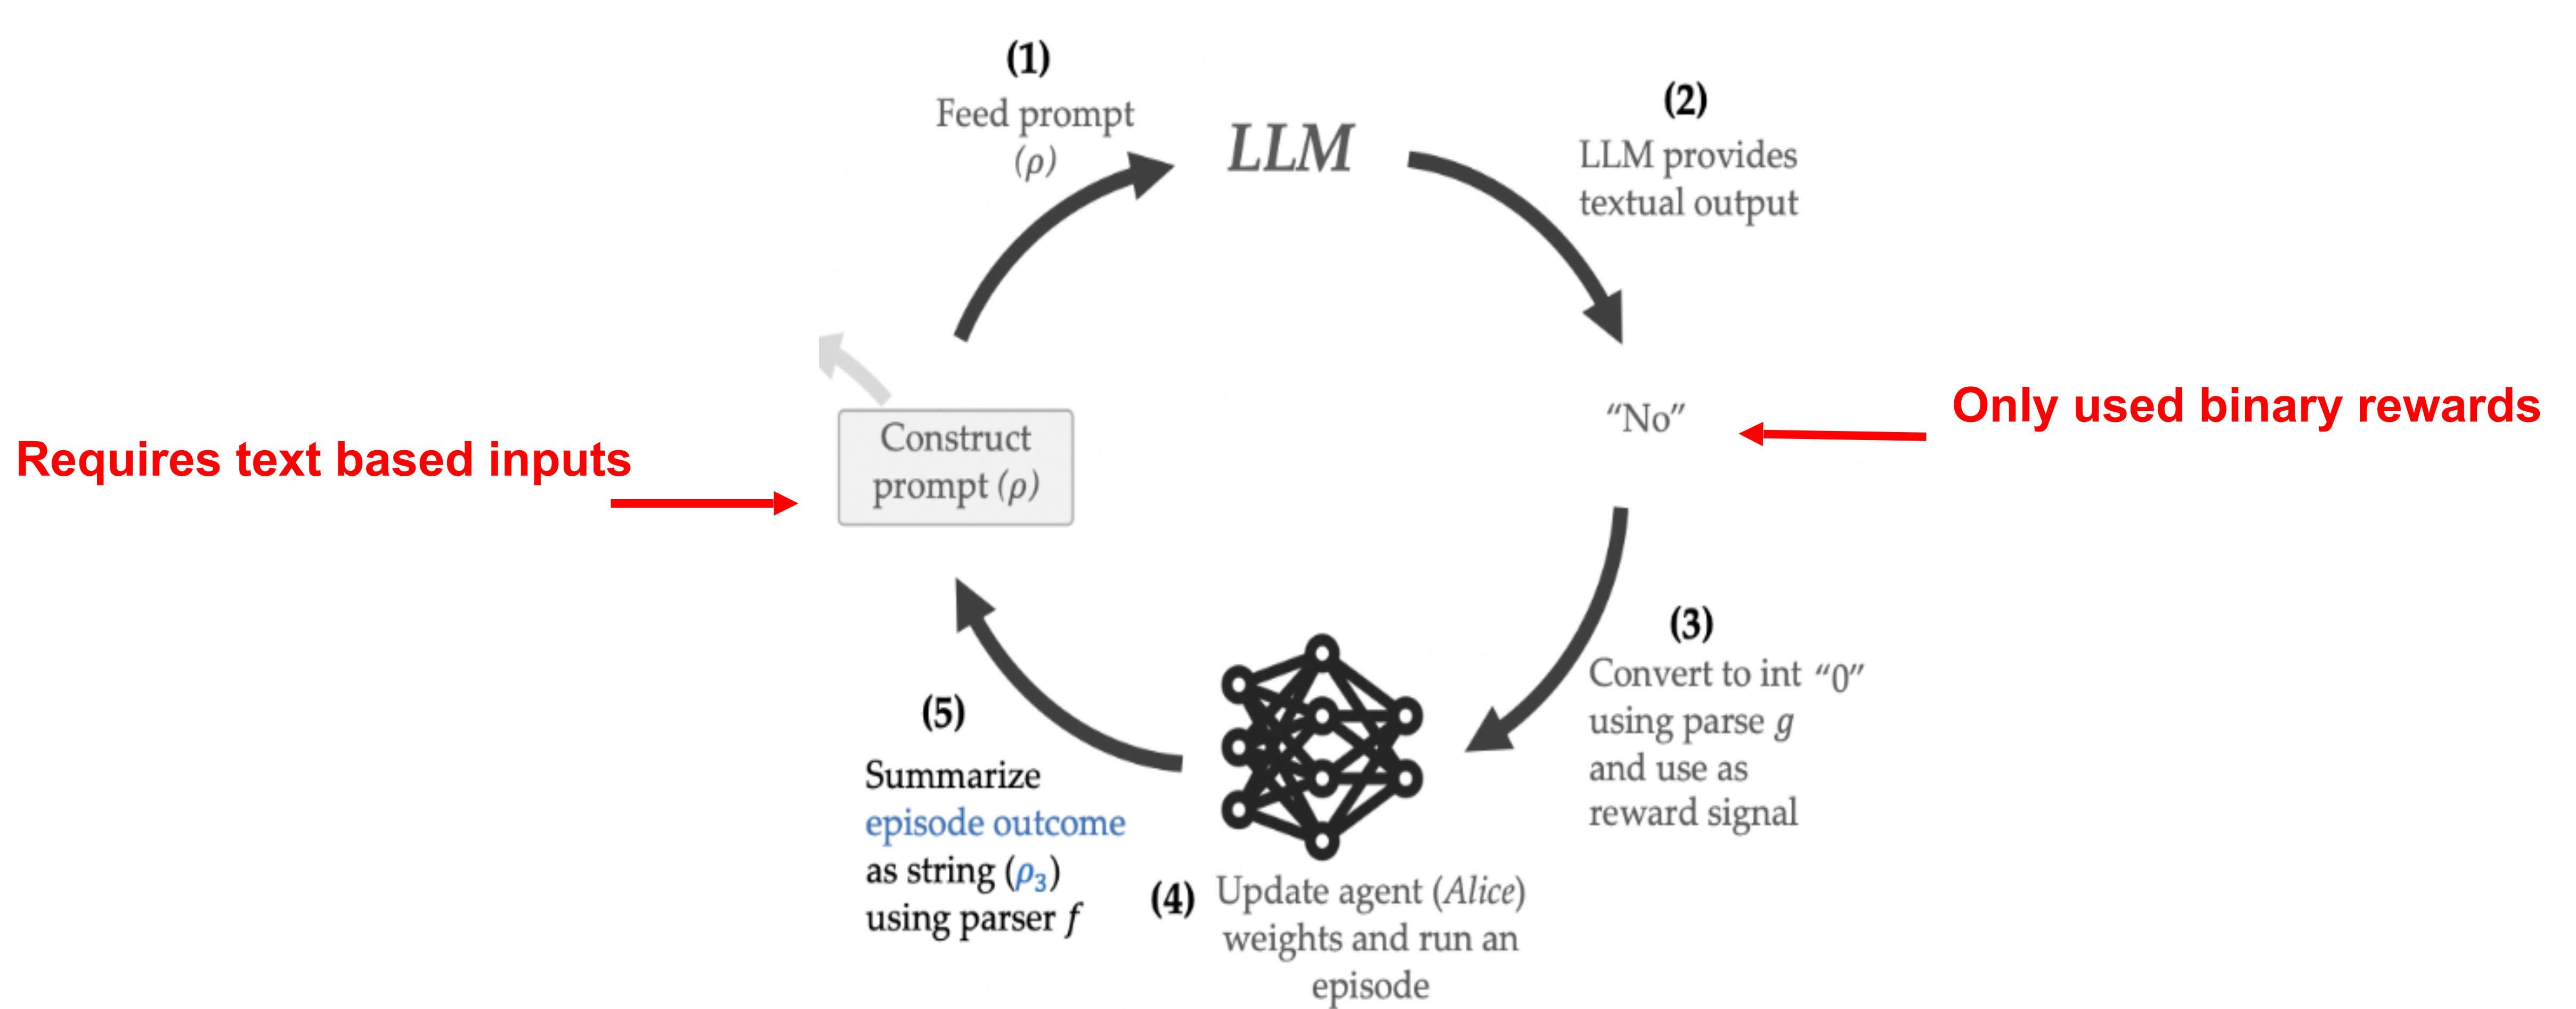 (1)
Feed prompt
(ρ)
LLM
(2)
LLM provides
textual output
“No”
Only used binary rewards
(3)
Convert to int “0”
using parse g
and use as
reward signal
(4) Update agent (Alice)
weights and run an
episode
(5)
Summarize
episode outcome
as string (ρ₃)
using parser f
Construct
prompt (ρ)
Requires text based inputs